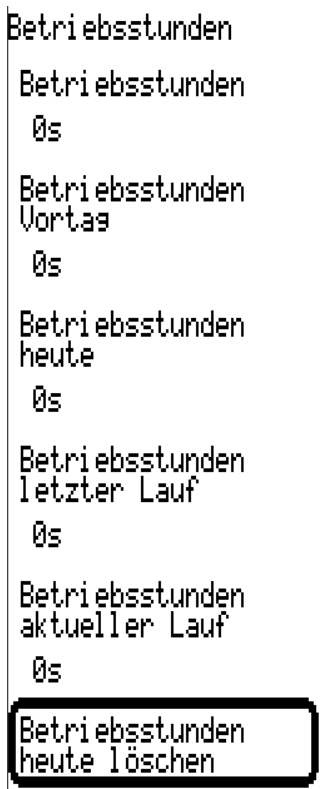 Betriebsstunden
Betriebsstunden
0s
Betriebsstunden
Vortag
0s
Betriebsstunden
heute
0s
Betriebsstunden
letzter Lauf
0s
Betriebsstunden
aktueller Lauf
0s
Betriebsstunden
heute löschen